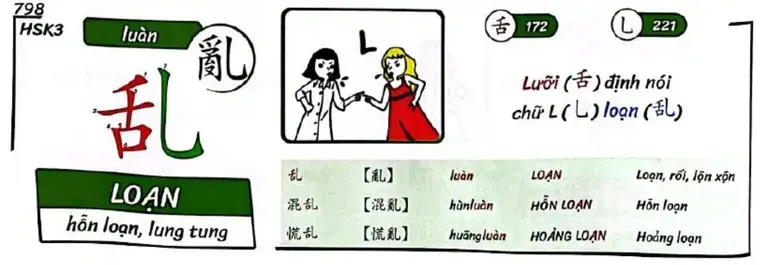 798
HSK3
luàn
亂
乱
LOẠN
hỗn loạn, lung tung
L
舌 172
乚 221
Lưỡi (舌) định nói
chữ L (乚) loạn (乱)
乱 【亂】 luàn LOẠN Loạn, rối, lộn xộn
混乱 【混亂】 hùnluàn HỖN LOẠN Hỗn loạn
慌乱 【慌亂】 huāngluàn HOẢNG LOẠN Hoảng loạn